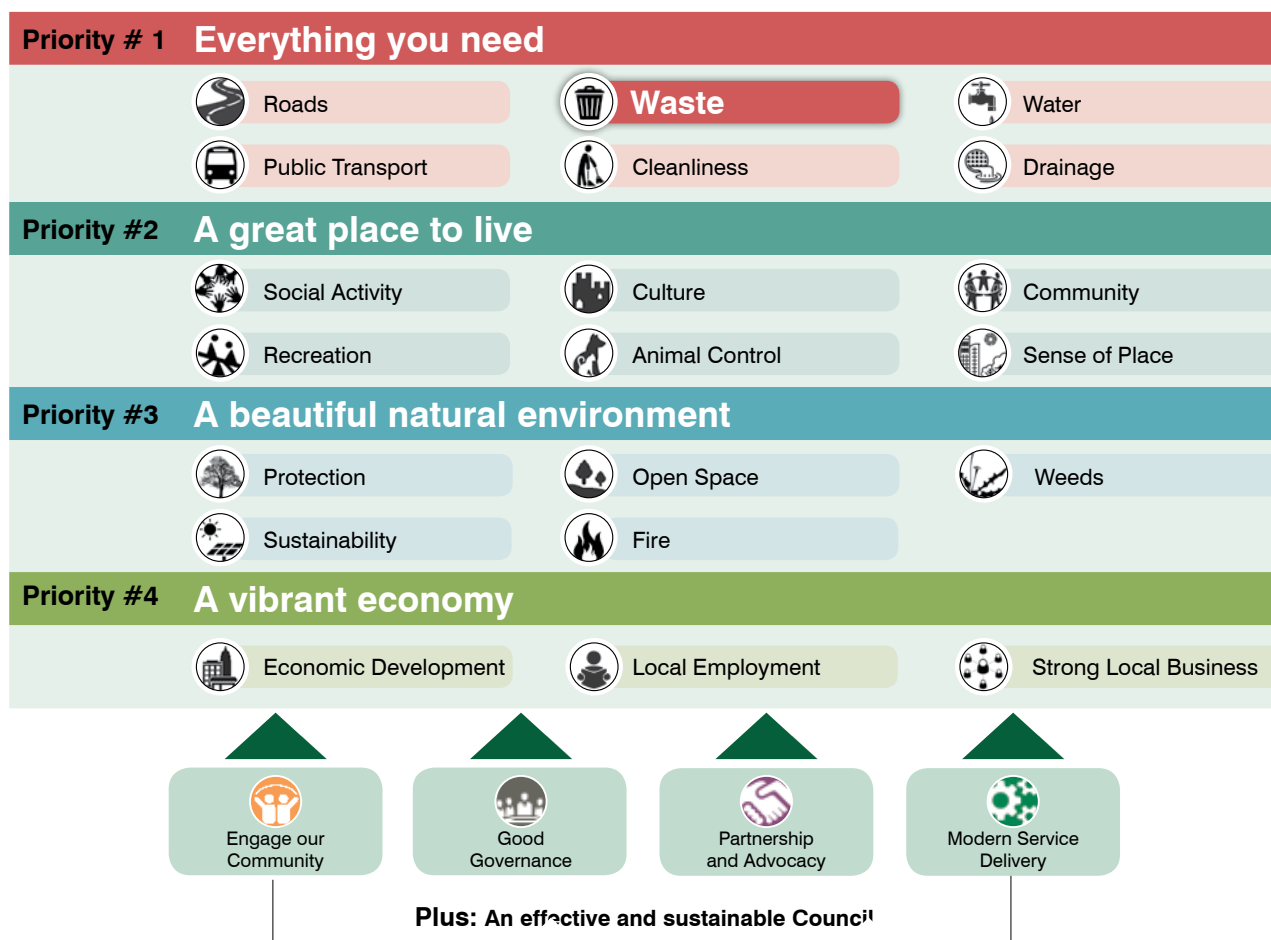 Priority # 1 Everything you need
Roads Waste Water
Public Transport Cleanliness Drainage
Priority #2 A great place to live
Social Activity Culture Community
Recreation Animal Control Sense of Place
Priority #3 A beautiful natural environment
Protection Open Space Weeds
Sustainability Fire
Priority #4 A vibrant economy
Economic Development Local Employment Strong Local Business
Engage our
Community
Good
Governance
Partnership
and Advocacy
Modern Service
Delivery
Plus: An effective and sustainable Council